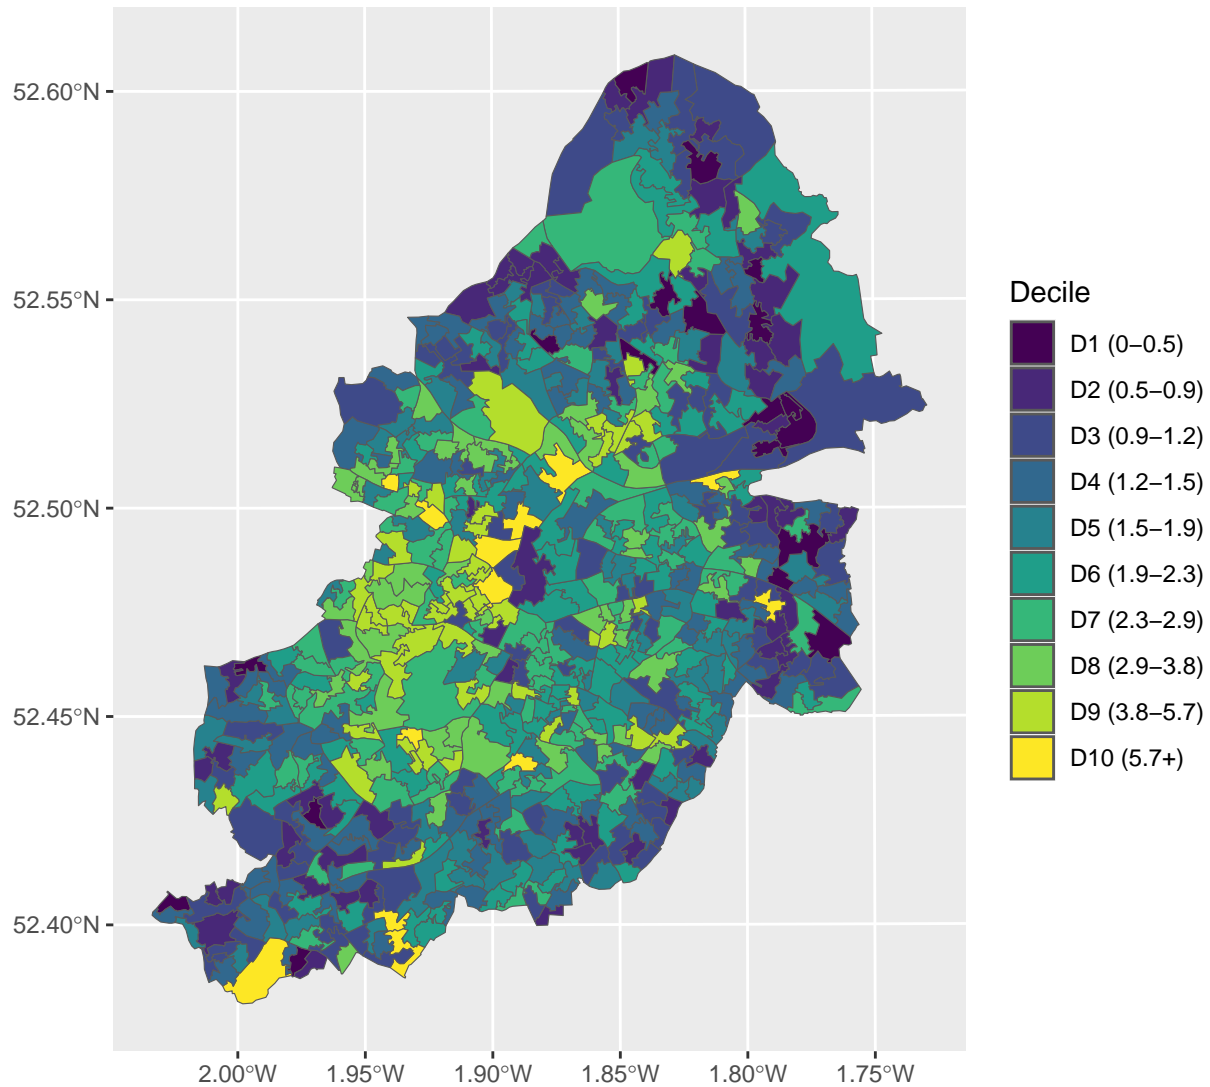 52.60°N
52.55°N
52.50°N
52.45°N
52.40°N
2.00°W 1.95°W 1.90°W 1.85°W 1.80°W 1.75°W
Decile
D1 (0–0.5)
D2 (0.5–0.9)
D3 (0.9–1.2)
D4 (1.2–1.5)
D5 (1.5–1.9)
D6 (1.9–2.3)
D7 (2.3–2.9)
D8 (2.9–3.8)
D9 (3.8–5.7)
D10 (5.7+)